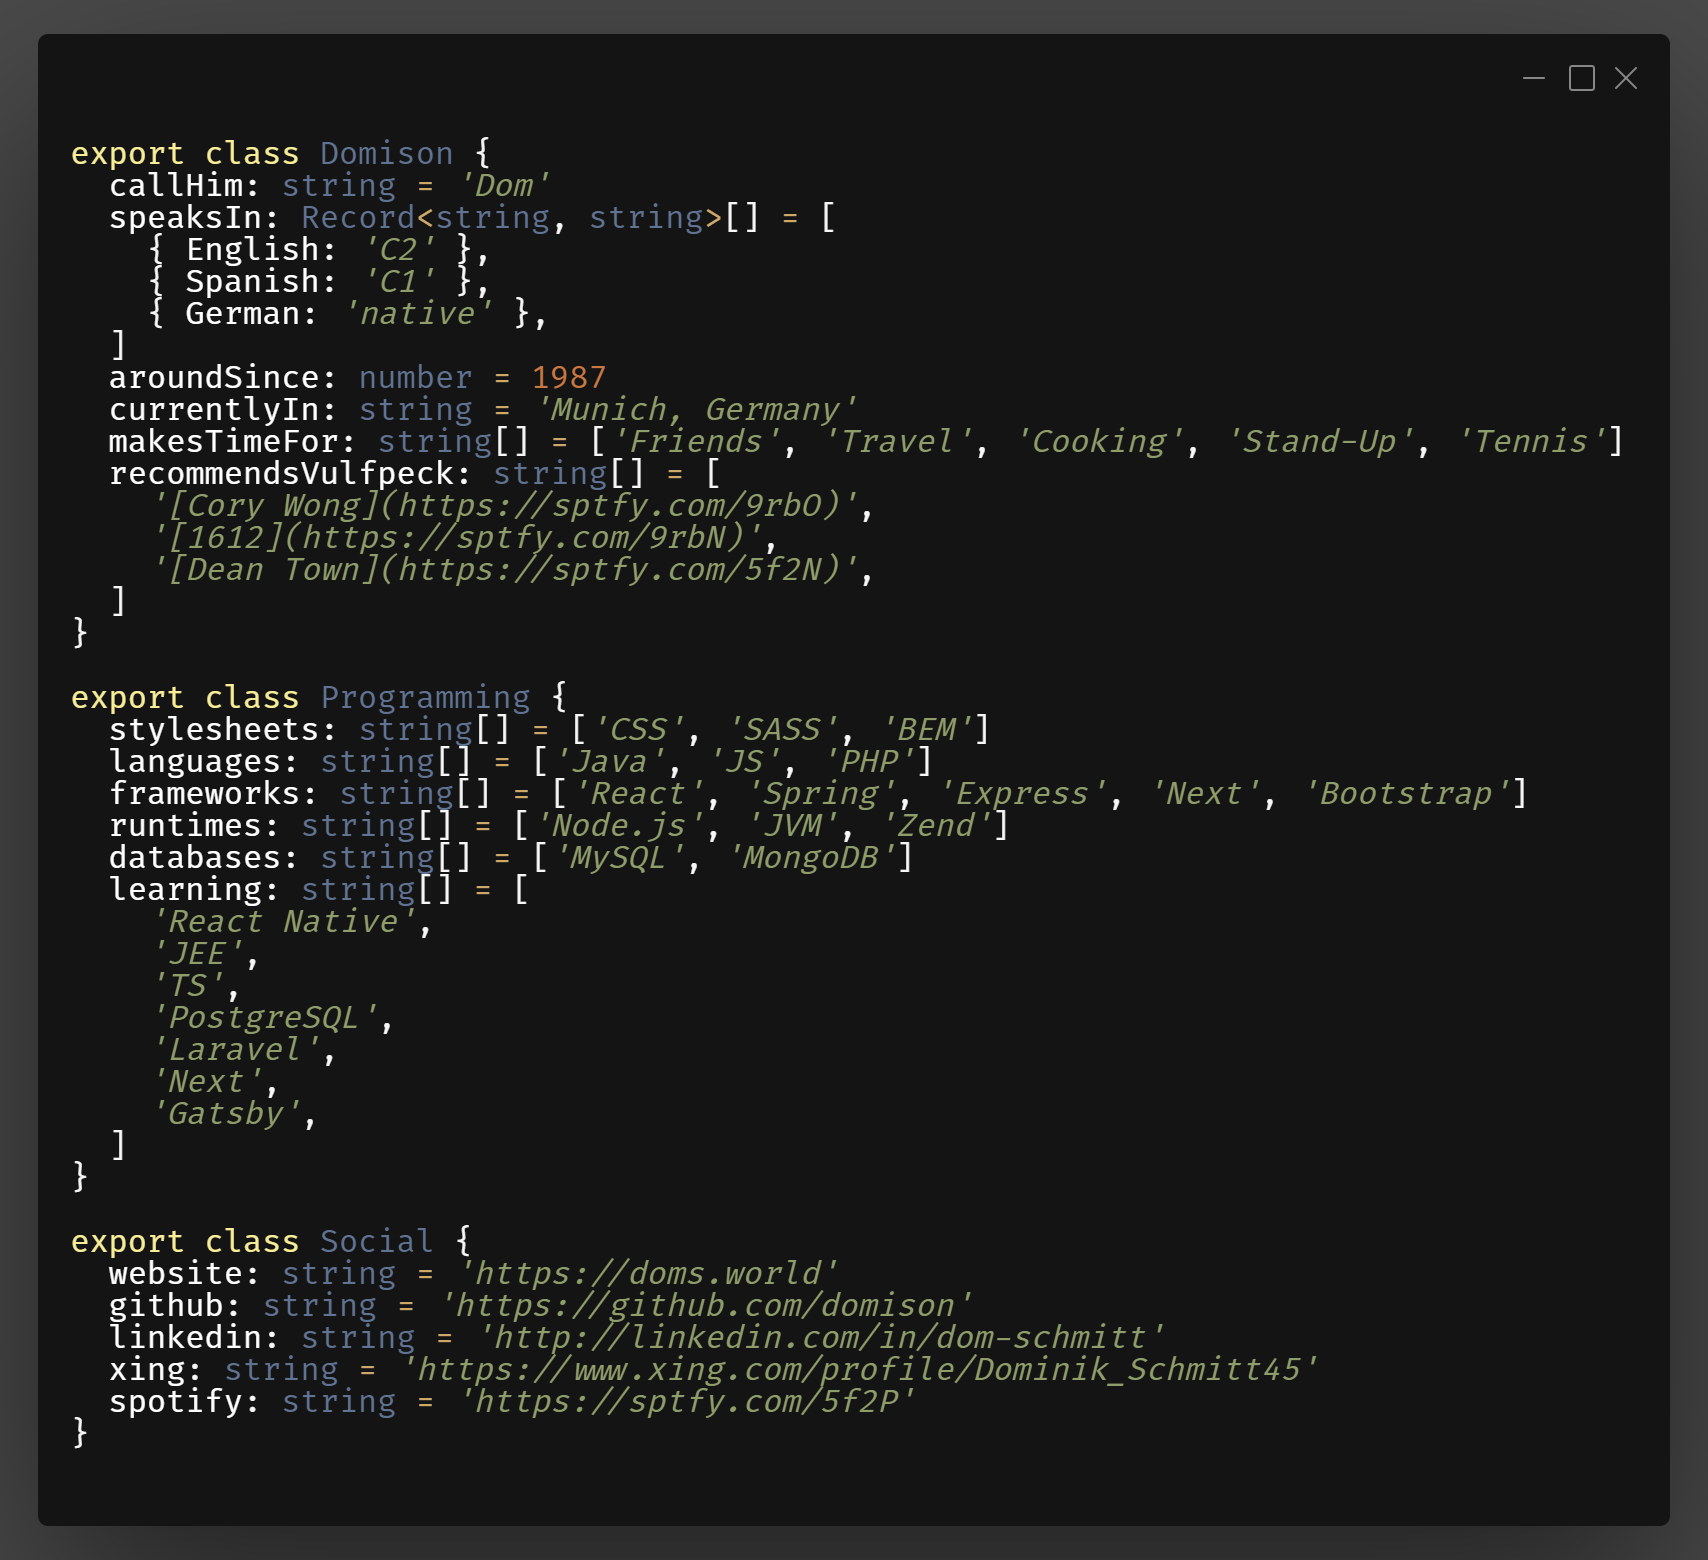 export class Domison {
  callHim: string = 'Dom'
  speaksIn: Record<string, string>[] = [
    { English: 'C2' },
    { Spanish: 'C1' },
    { German: 'native' },
  ]
  aroundSince: number = 1987
  currentlyIn: string = 'Munich, Germany'
  makesTimeFor: string[] = ['Friends', 'Travel', 'Cooking', 'Stand-Up', 'Tennis']
  recommendsVulfpeck: string[] = [
    '[Cory Wong](https://sptfy.com/9rbO)',
    '[1612](https://sptfy.com/9rbN)',
    '[Dean Town](https://sptfy.com/5f2N)',
  ]
}

export class Programming {
  stylesheets: string[] = ['CSS', 'SASS', 'BEM']
  languages: string[] = ['Java', 'JS', 'PHP']
  frameworks: string[] = ['React', 'Spring', 'Express', 'Next', 'Bootstrap']
  runtimes: string[] = ['Node.js', 'JVM', 'Zend']
  databases: string[] = ['MySQL', 'MongoDB']
  learning: string[] = [
    'React Native',
    'JEE',
    'TS',
    'PostgreSQL',
    'Laravel',
    'Next',
    'Gatsby',
  ]
}

export class Social {
  website: string = 'https://doms.world'
  github: string = 'https://github.com/domison'
  linkedin: string = 'http://linkedin.com/in/dom-schmitt'
  xing: string = 'https://www.xing.com/profile/Dominik_Schmitt45'
  spotify: string = 'https://sptfy.com/5f2P'
}